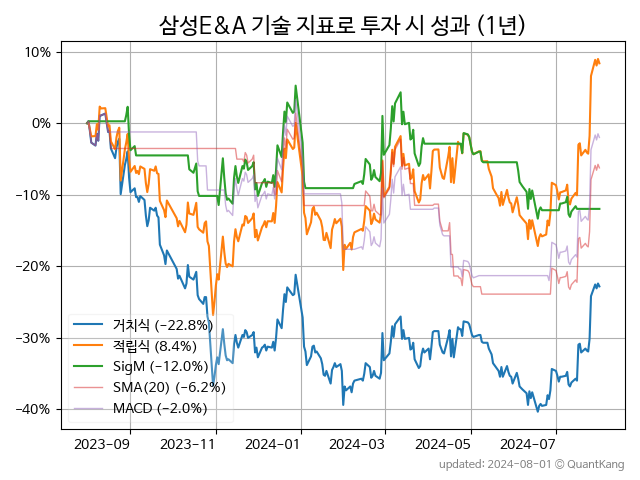 삼성E&A 기술 지표로 투자 시 성과 (1년)
10%
0%
−10%
−20%
−30%
−40%
거치식 (−22.8%)
적립식 (8.4%)
SigM (−12.0%)
SMA(20) (−6.2%)
MACD (−2.0%)
2023-09 2023-11 2024-01 2024-03 2024-05 2024-07
updated: 2024-08-01 © QuantKang